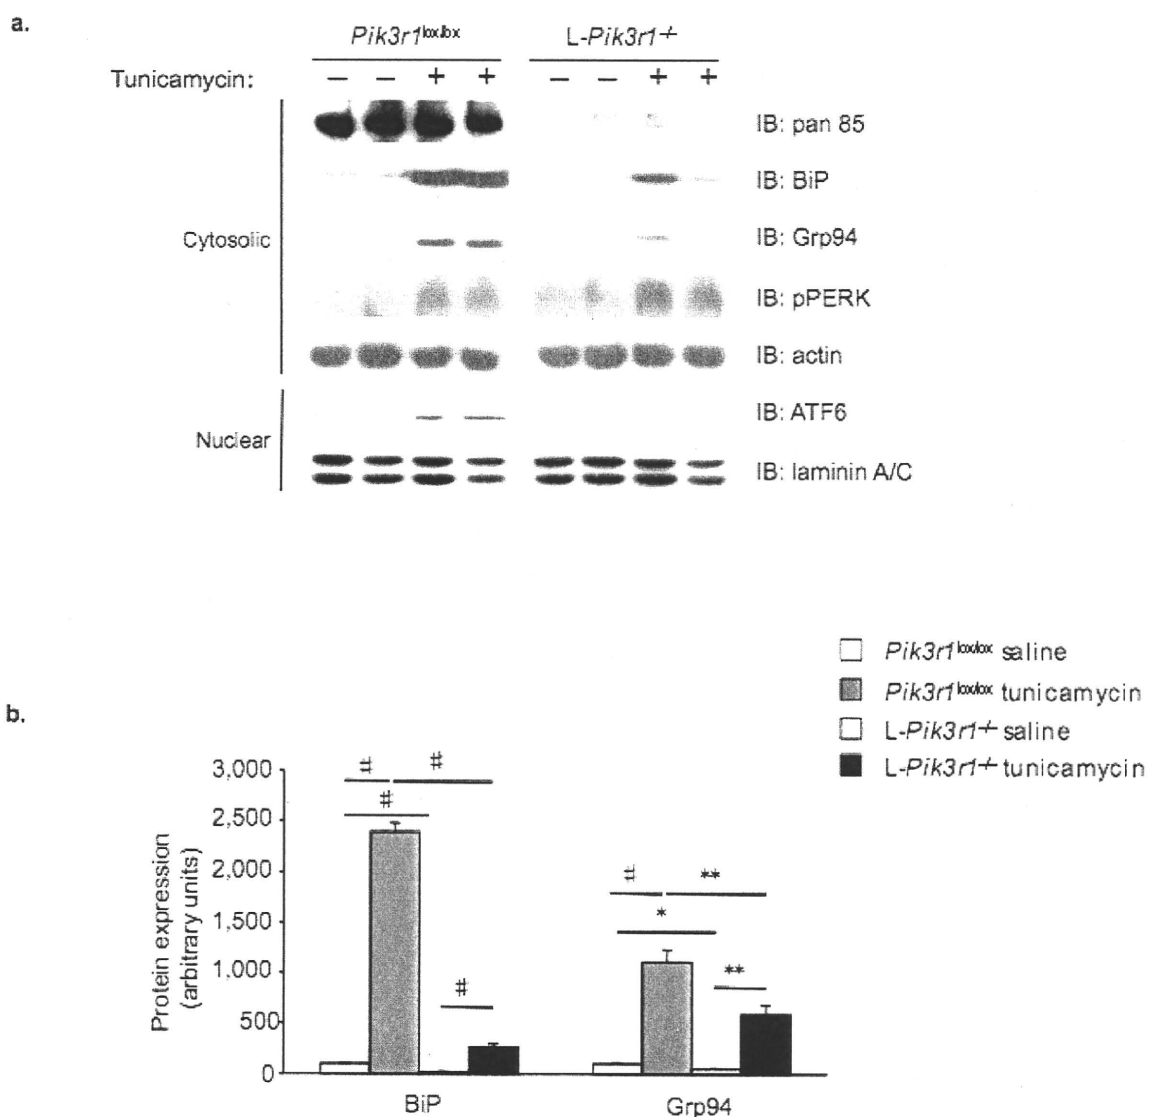 a.
Pik3r1lox/lox L-Pik3r1-/-
Tunicamycin: − − + + − − + +
IB: pan 85
IB: BiP
Cytosolic
IB: Grp94
IB: pPERK
IB: actin
IB: ATF6
Nuclear
IB: laminin A/C
Pik3r1lox/lox saline
Pik3r1lox/lox tunicamycin
L-Pik3r1-/- saline
L-Pik3r1-/- tunicamycin
b.
Protein expression
(arbitrary units)
3,000
2,500
2,000
1,500
1,000
500
0
# #
#
#
# **
*
**
BiP Grp94